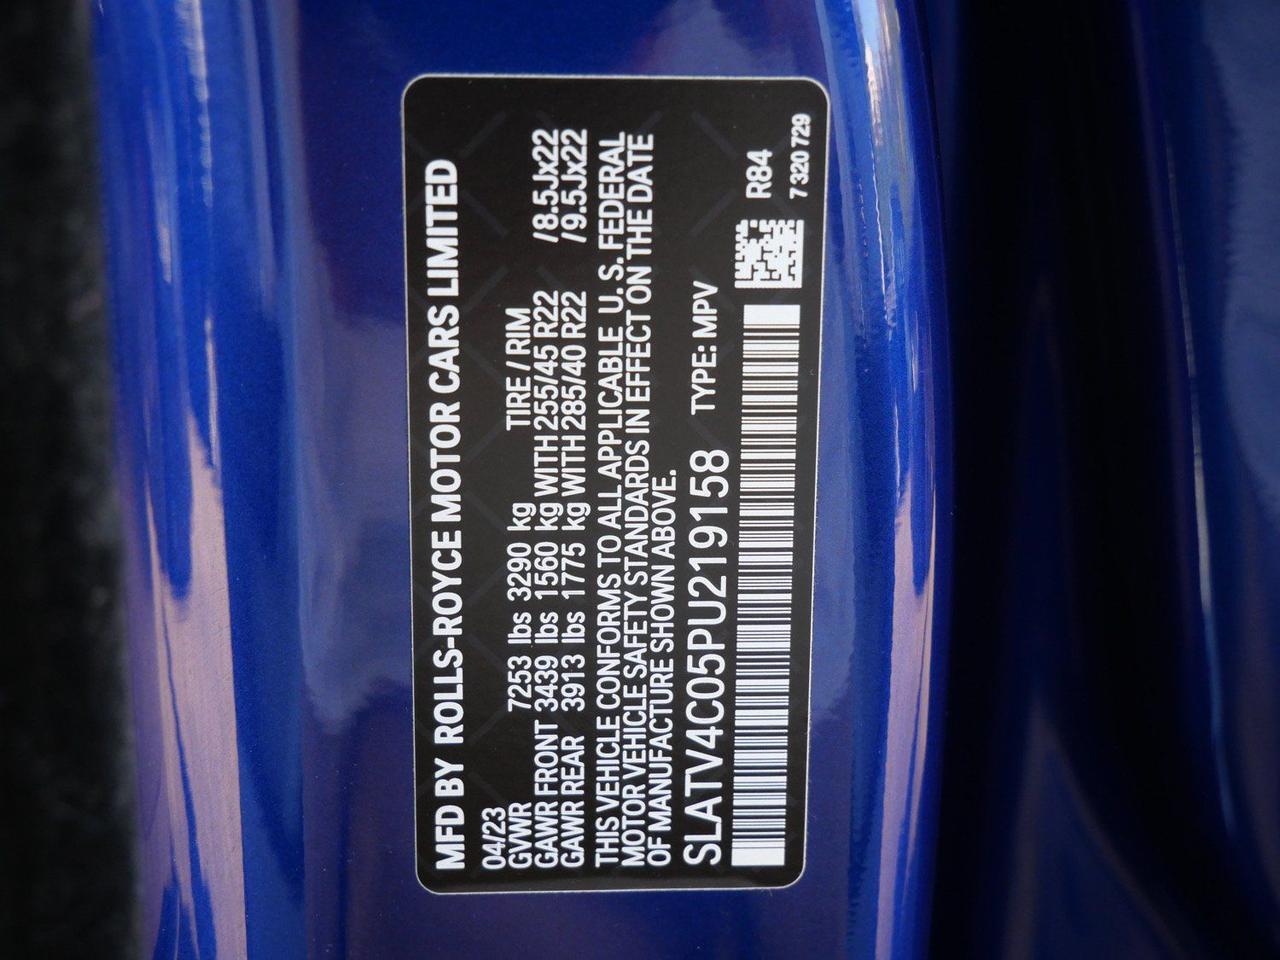 MFD BY ROLLS-ROYCE MOTOR CARS LIMITED
04/23
GVWR 7253 lbs 3290 kg TIRE / RIM
GAWR FRONT 3439 lbs 1560 kg WITH 255/45 R22 /8.5Jx22
GAWR REAR 3913 lbs 1775 kg WITH 285/40 R22 /9.5Jx22
THIS VEHICLE CONFORMS TO ALL APPLICABLE U. S. FEDERAL
MOTOR VEHICLE SAFETY STANDARDS IN EFFECT ON THE DATE
OF MANUFACTURE SHOWN ABOVE.
SLATV4C05PU219158 TYPE: MPV
R84
7 320 729